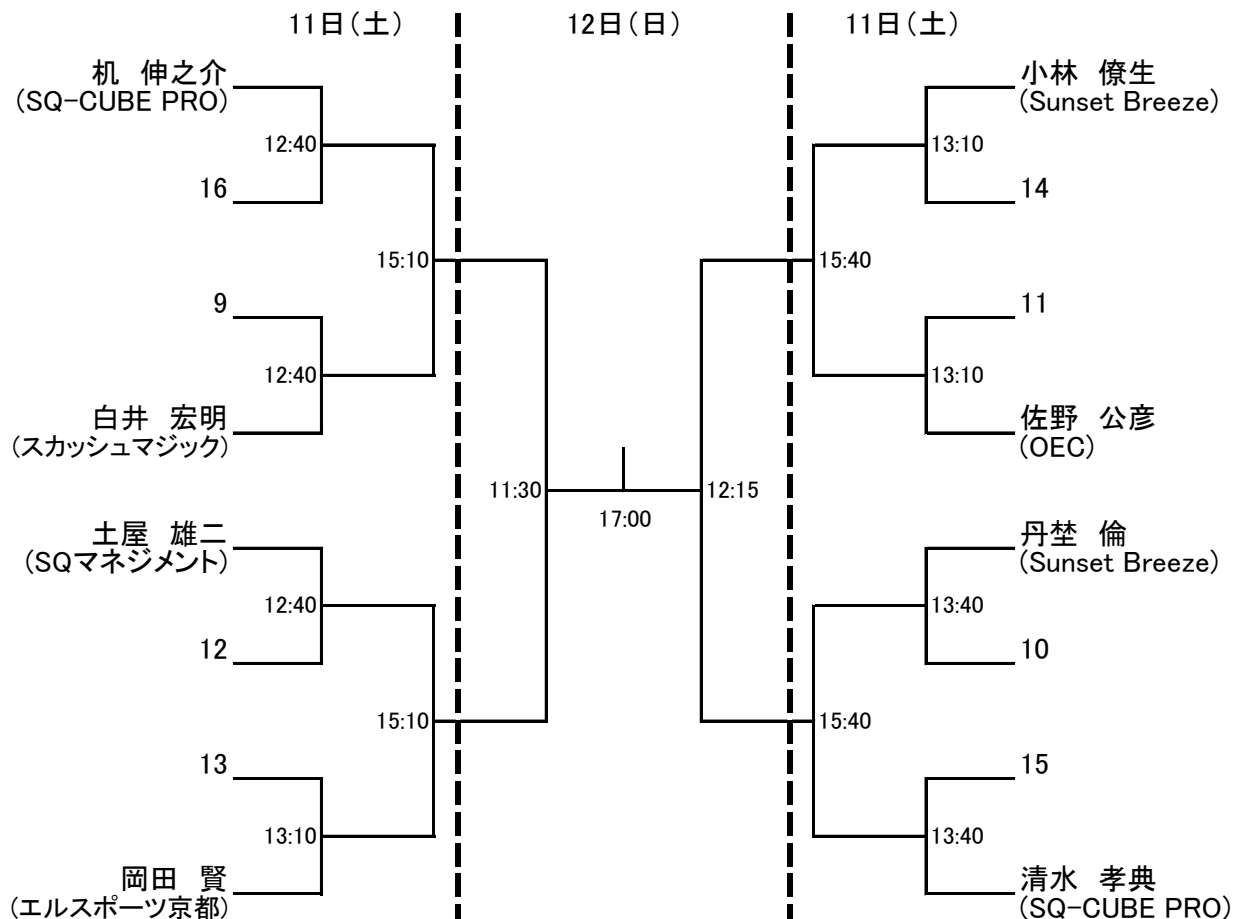 11日(土)
12日(日)
11日(土)
机 伸之介
(SQ-CUBE PRO)
12:40
16
15:10
9
12:40
白井 宏明
(スカッシュマジック)
11:30
土屋 雄二
(SQマネジメント)
12:40
12
15:10
13
13:10
岡田 賢
(エルスポーツ京都)
17:00
小林 僚生
(Sunset Breeze)
13:10
14
15:40
11
13:10
佐野 公彦
(OEC)
12:15
丹埜 倫
(Sunset Breeze)
13:40
10
15:40
15
13:40
清水 孝典
(SQ-CUBE PRO)